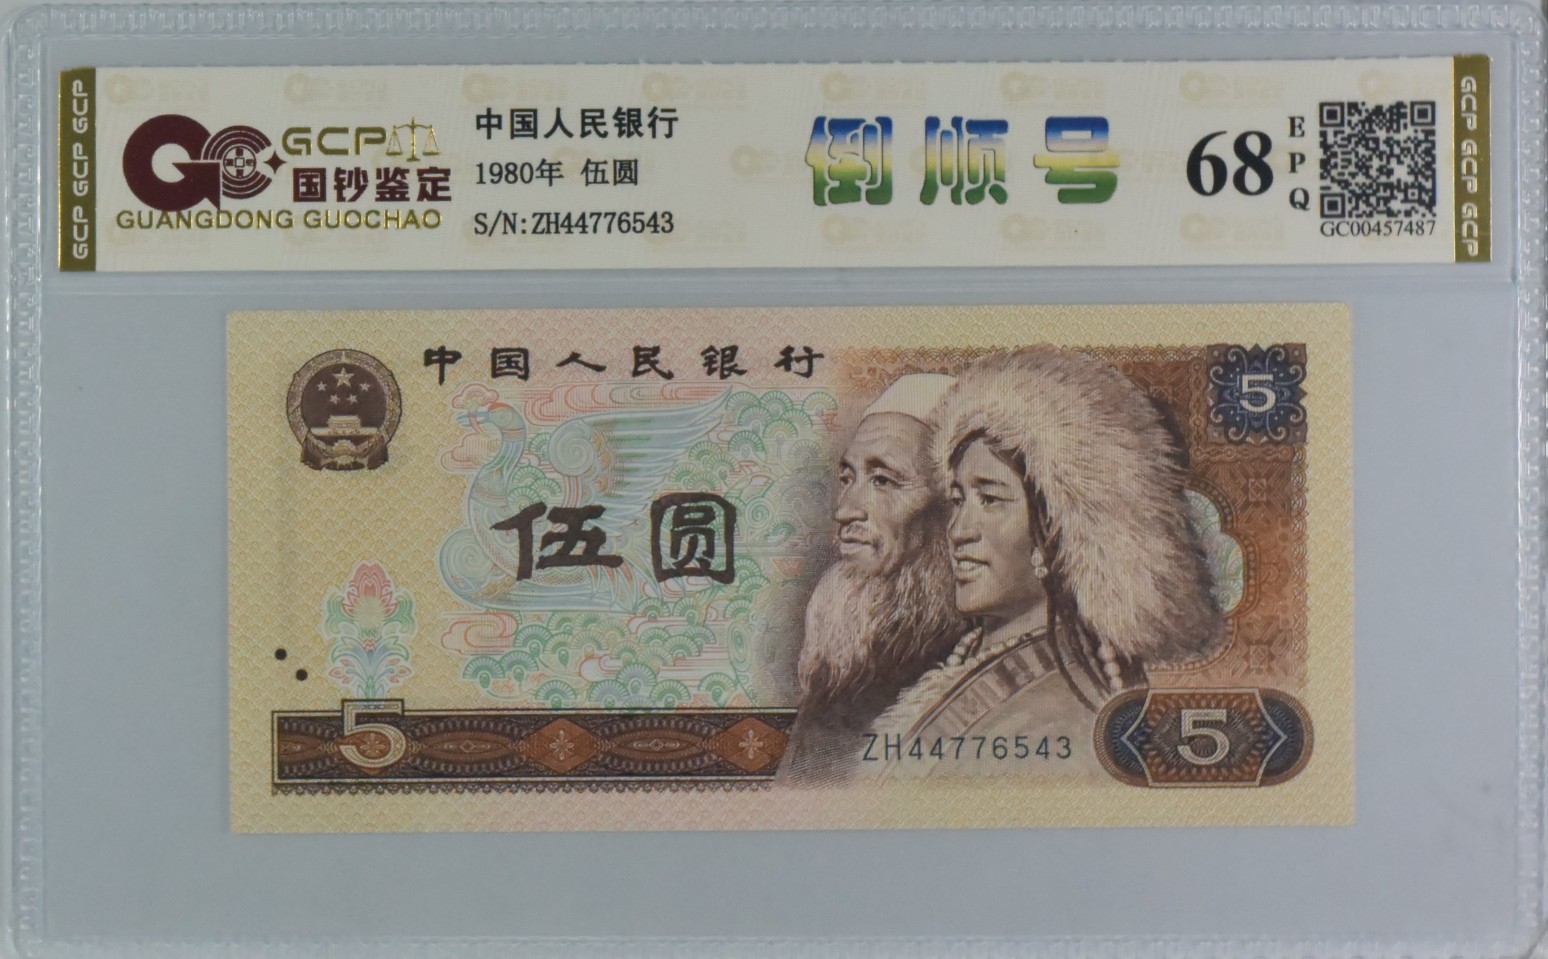 GCP GCP GCP
GCP
国钞鉴定
GUANGDONG GUOCHAO
中国人民银行
1980年 伍圆
S/N:ZH44776543
倒顺号
68
EPQ
GC00457487
GCP GCP GCP
中国人民银行
5
伍圆
5
ZH44776543
5